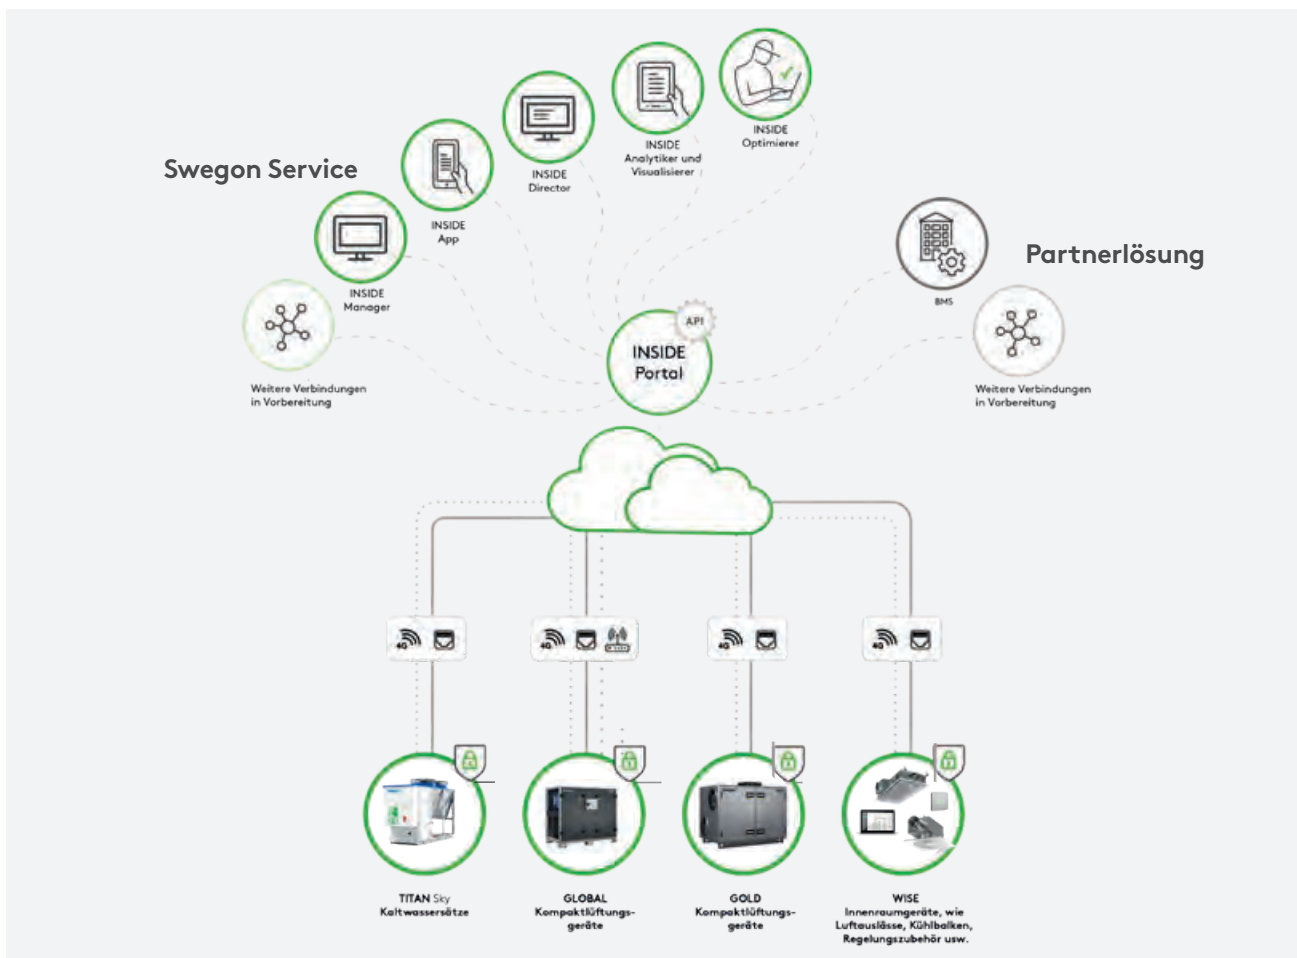 INSIDE
Optimierer
INSIDE
Analytiker und
Visualisierer
INSIDE
Director
Swegon Service
INSIDE
App
INSIDE
Manager
Weitere Verbindungen
in Vorbereitung
API
INSIDE
Portal
BMS
Partnerlösung
Weitere Verbindungen
in Vorbereitung
4G
4G
4G
4G
TITAN Sky
Kaltwassersätze
GLOBAL
Kompaktlüftungs-
geräte
GOLD
Kompaktlüftungs-
geräte
WISE
Innenraumgeräte, wie
Luftauslässe, Kühlbalken,
Regelungszubehör usw.